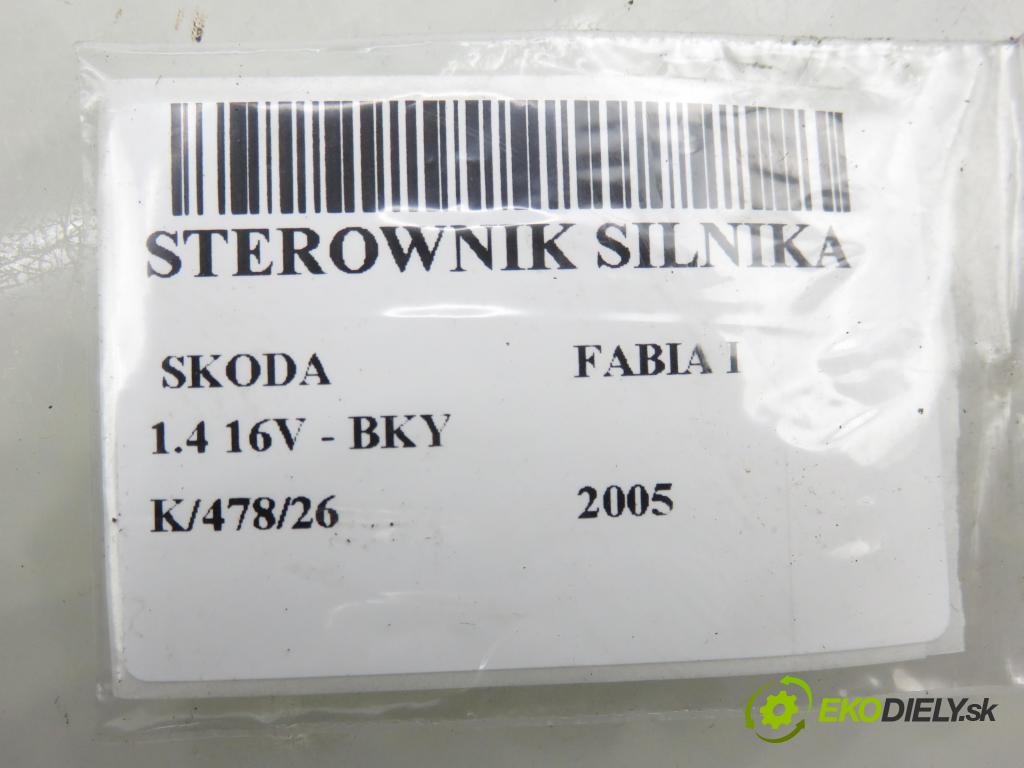 STEROWNIK SILNIKA
SKODA FABIA I
1.4 16V - BKY
K/478/26 2005
EKODIELY.sk